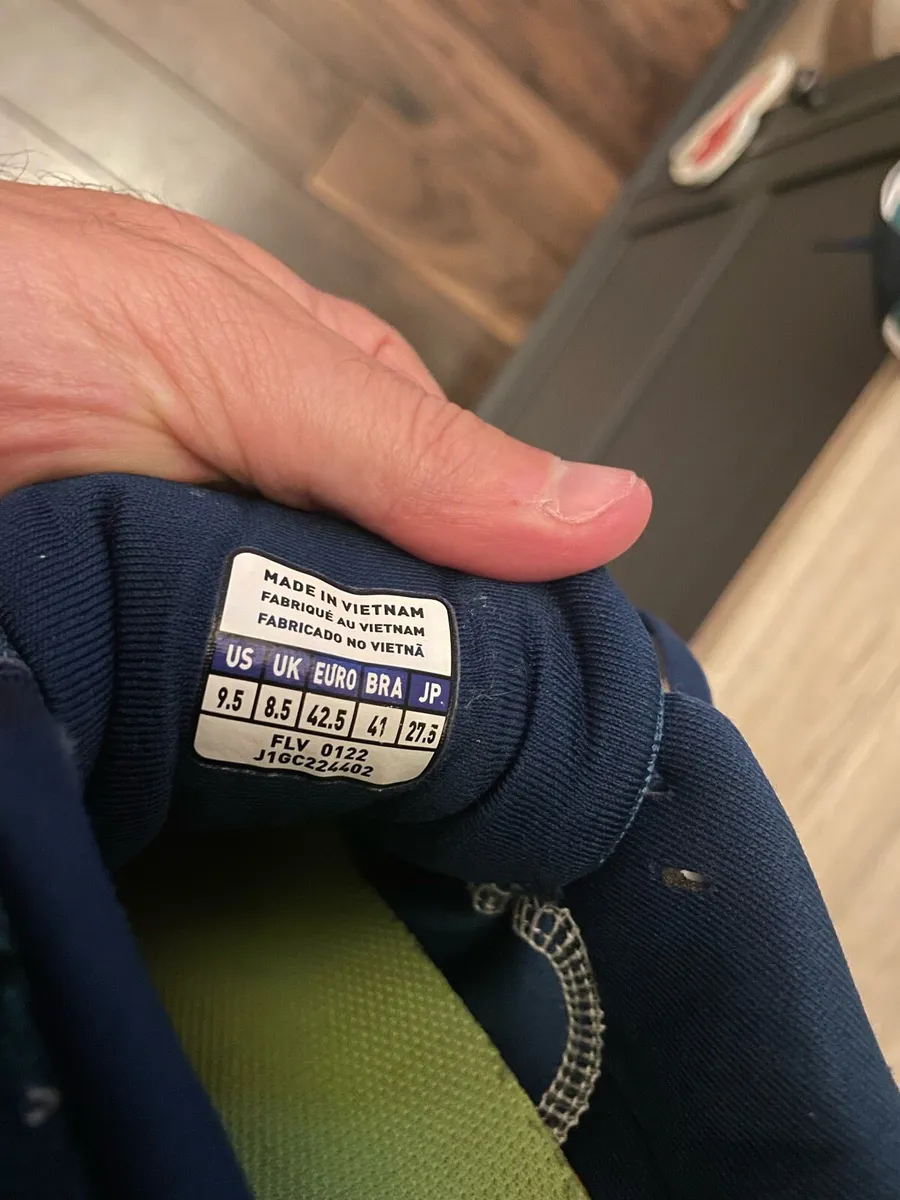 MADE IN VIETNAM
FABRIQUÉ AU VIETNAM
FABRICADO NO VIETNÃ
US UK EURO BRA JP.
9.5 8.5 42.5 41 27.5
FLV 0122
J1GC224402